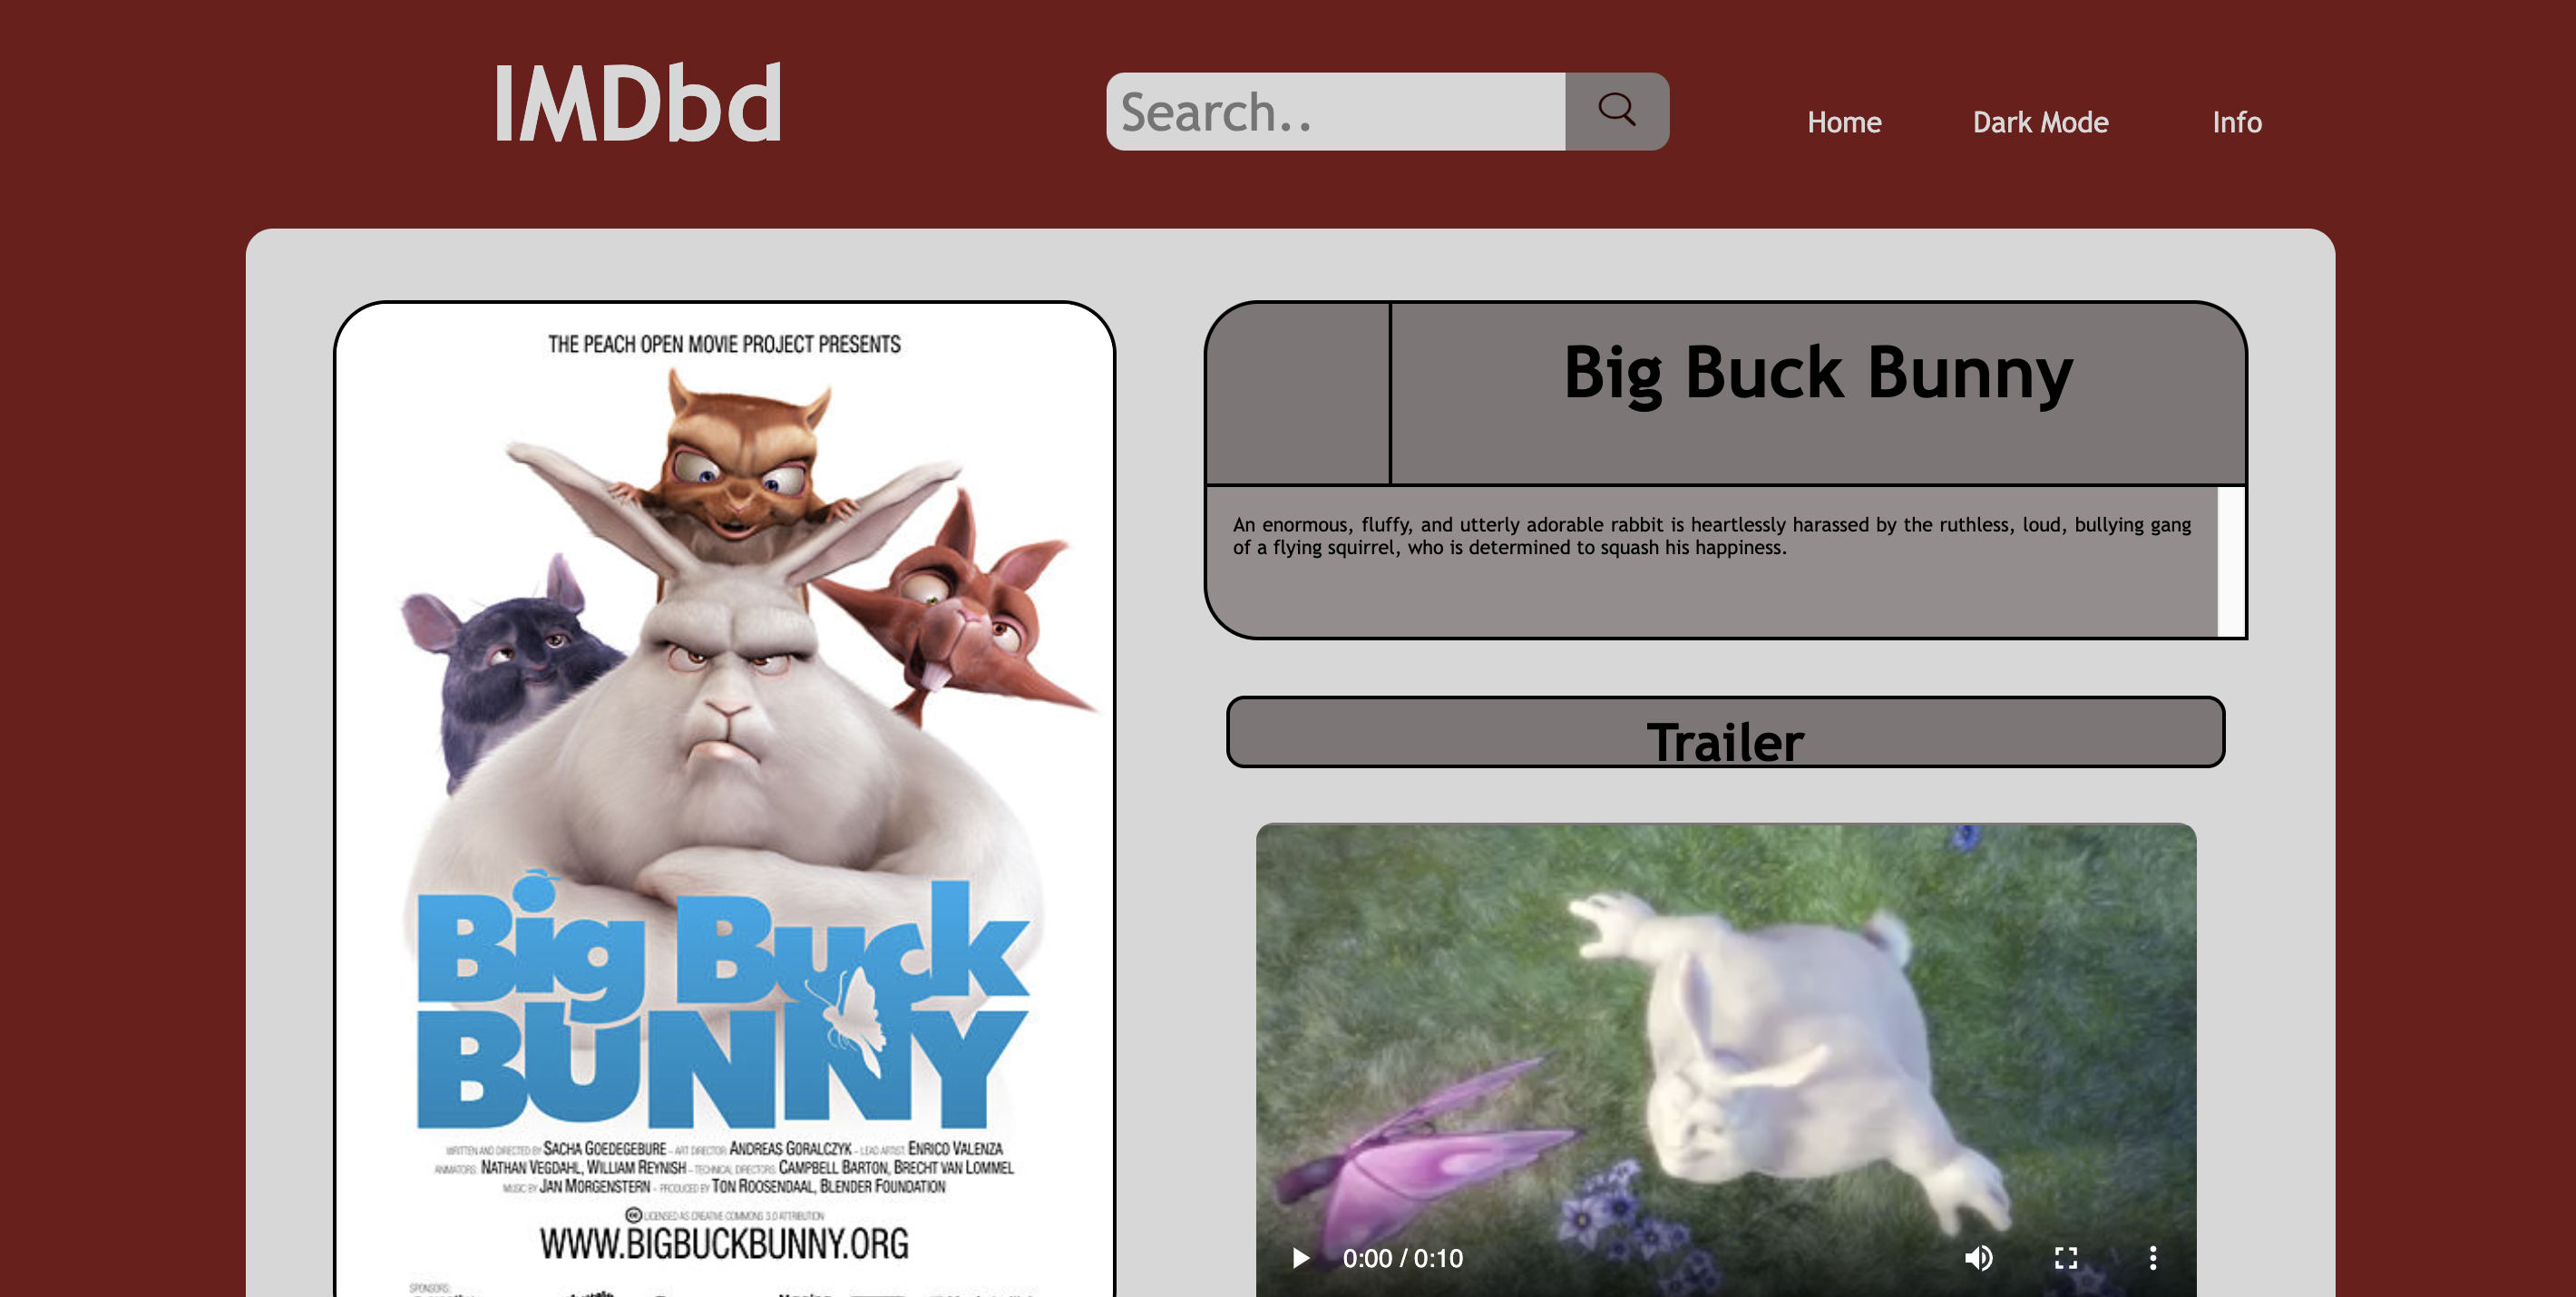 IMDbd
Search..
Home
Dark Mode
Info
THE PEACH OPEN MOVIE PROJECT PRESENTS
Big Buck
BUNNY
WRITTEN AND DIRECTED BY SACHA GOEDEGEBURE - ART DIRECTOR: ANDREAS GORALCZYK - LEAD ARTIST: ENRICO VALENZA
ANIMATORS: NATHAN VEGDAHL, WILLIAM REYNISH - TECHNICAL DIRECTORS: CAMPBELL BARTON, BRECHT VAN LOMMEL
MUSIC BY JAN MORGENSTERN - PRODUCED BY TON ROOSENDAAL, BLENDER FOUNDATION
LICENSED AS CREATIVE COMMONS 3.0 ATTRIBUTION
WWW.BIGBUCKBUNNY.ORG
SPONSORS:
Big Buck Bunny
An enormous, fluffy, and utterly adorable rabbit is heartlessly harassed by the ruthless, loud, bullying gang
of a flying squirrel, who is determined to squash his happiness.
Trailer
0:00 / 0:10